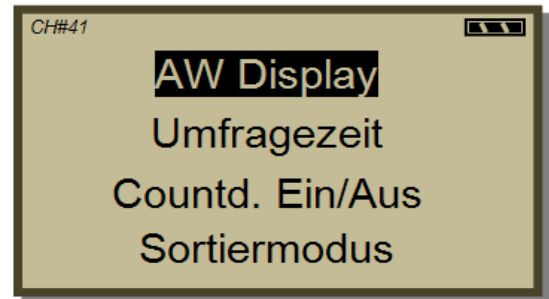 CH#41
AW Display
Umfragezeit
Countd. Ein/Aus
Sortiermodus